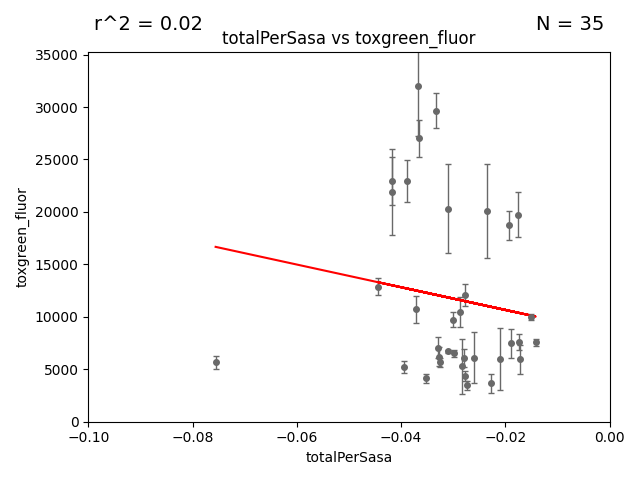 r^2 = 0.02 N = 35
totalPerSasa vs toxgreen_fluor
35000
30000
25000
20000
15000
10000
5000
0
toxgreen_fluor
−0.10 −0.08 −0.06 −0.04 −0.02 0.00
totalPerSasa